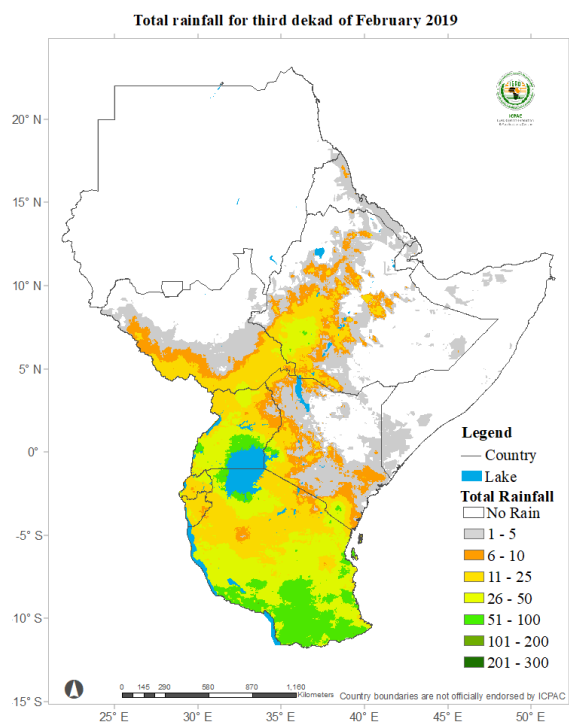 Total rainfall for third dekad of February 2019
20° N
15° N
10° N
5° N
0°
-5° S
10° S
15° S
ICPAC
Legend
Country
Lake
Total Rainfall
No Rain
1 - 5
6 - 10
11 - 25
26 - 50
51 - 100
101 - 200
201 - 300
0 145 290 580 870 1,160
Kilometers
Country boundaries are not officially endorsed by ICPAC
25° E 30° E 35° E 40° E 45° E 50° E